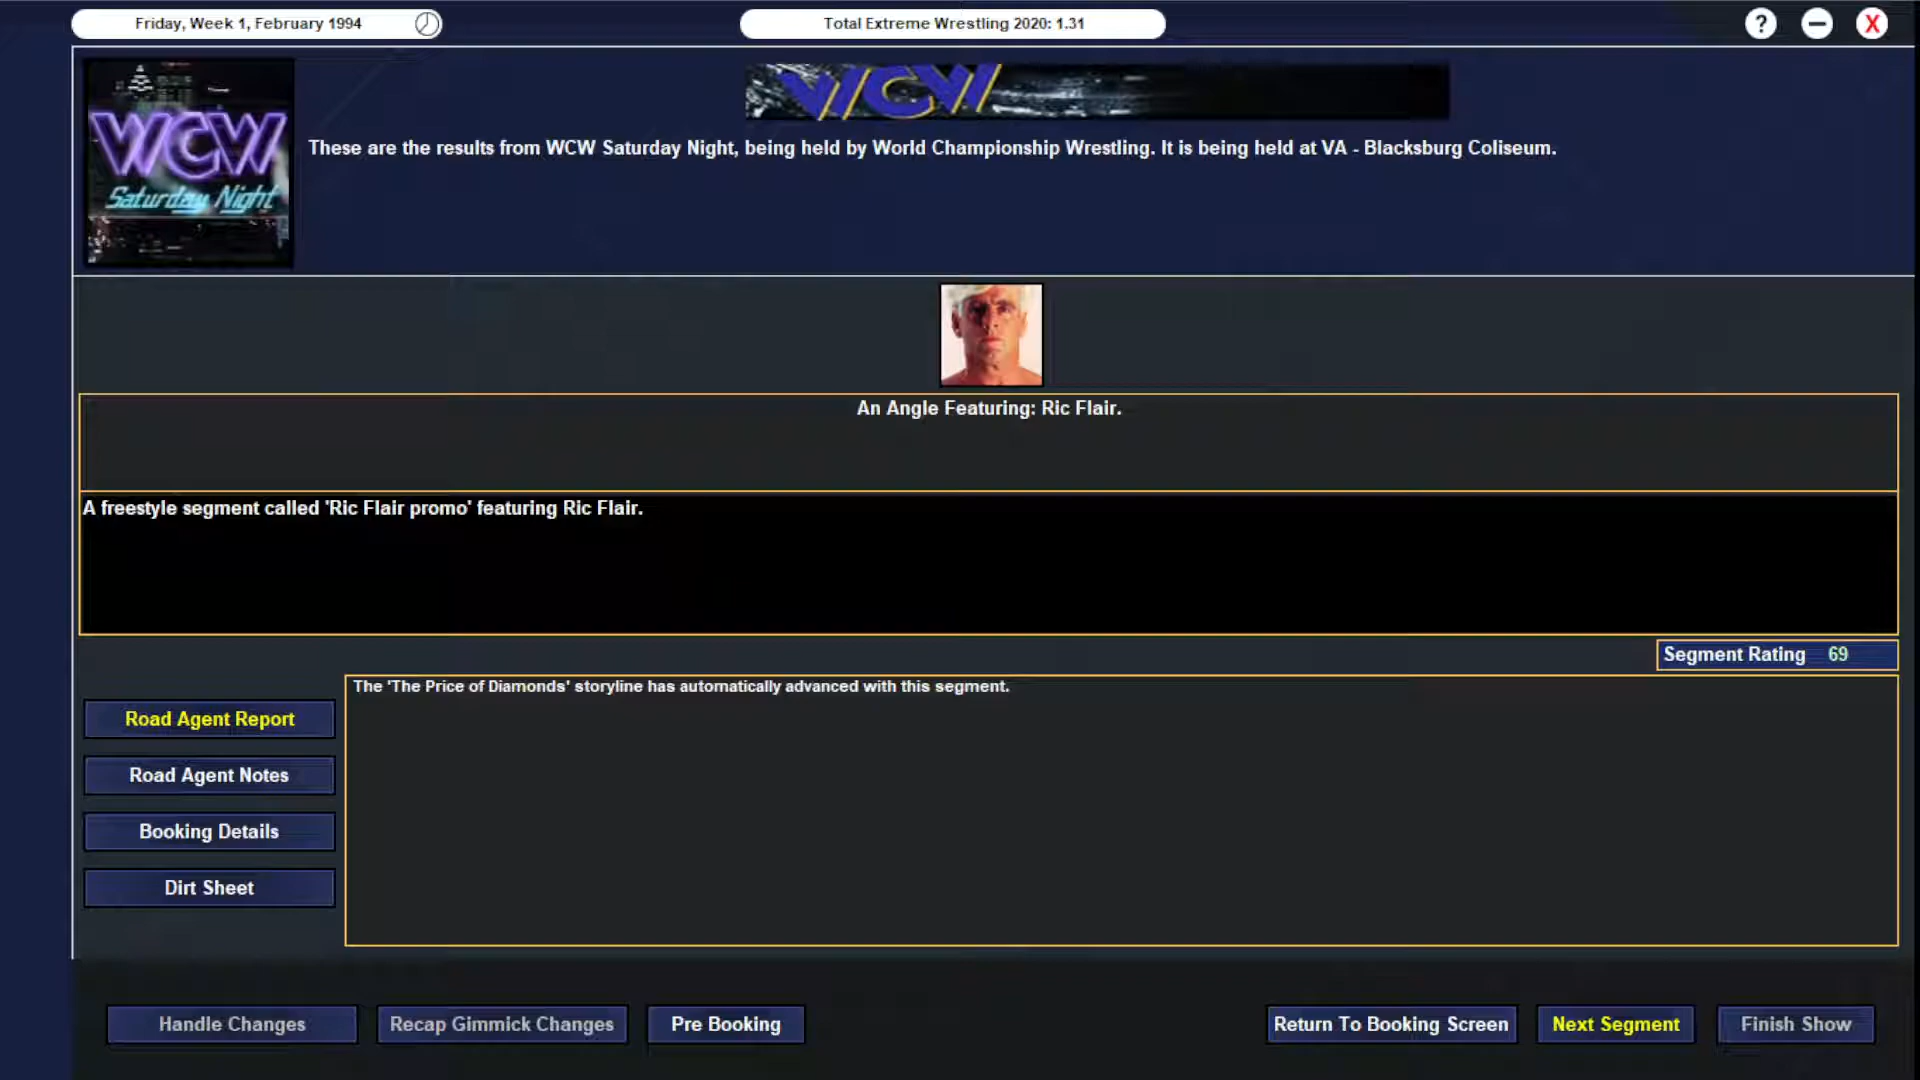 Friday, Week 1, February 1994
Total Extreme Wrestling 2020: 1.31
?
X
WCW
WCW
Saturday Night
These are the results from WCW Saturday Night, being held by World Championship Wrestling. It is being held at VA - Blacksburg Coliseum.
An Angle Featuring: Ric Flair.
A freestyle segment called 'Ric Flair promo' featuring Ric Flair.
Segment Rating 69
The 'The Price of Diamonds' storyline has automatically advanced with this segment.
Road Agent Report
Road Agent Notes
Booking Details
Dirt Sheet
Handle Changes
Recap Gimmick Changes
Pre Booking
Return To Booking Screen
Next Segment
Finish Show